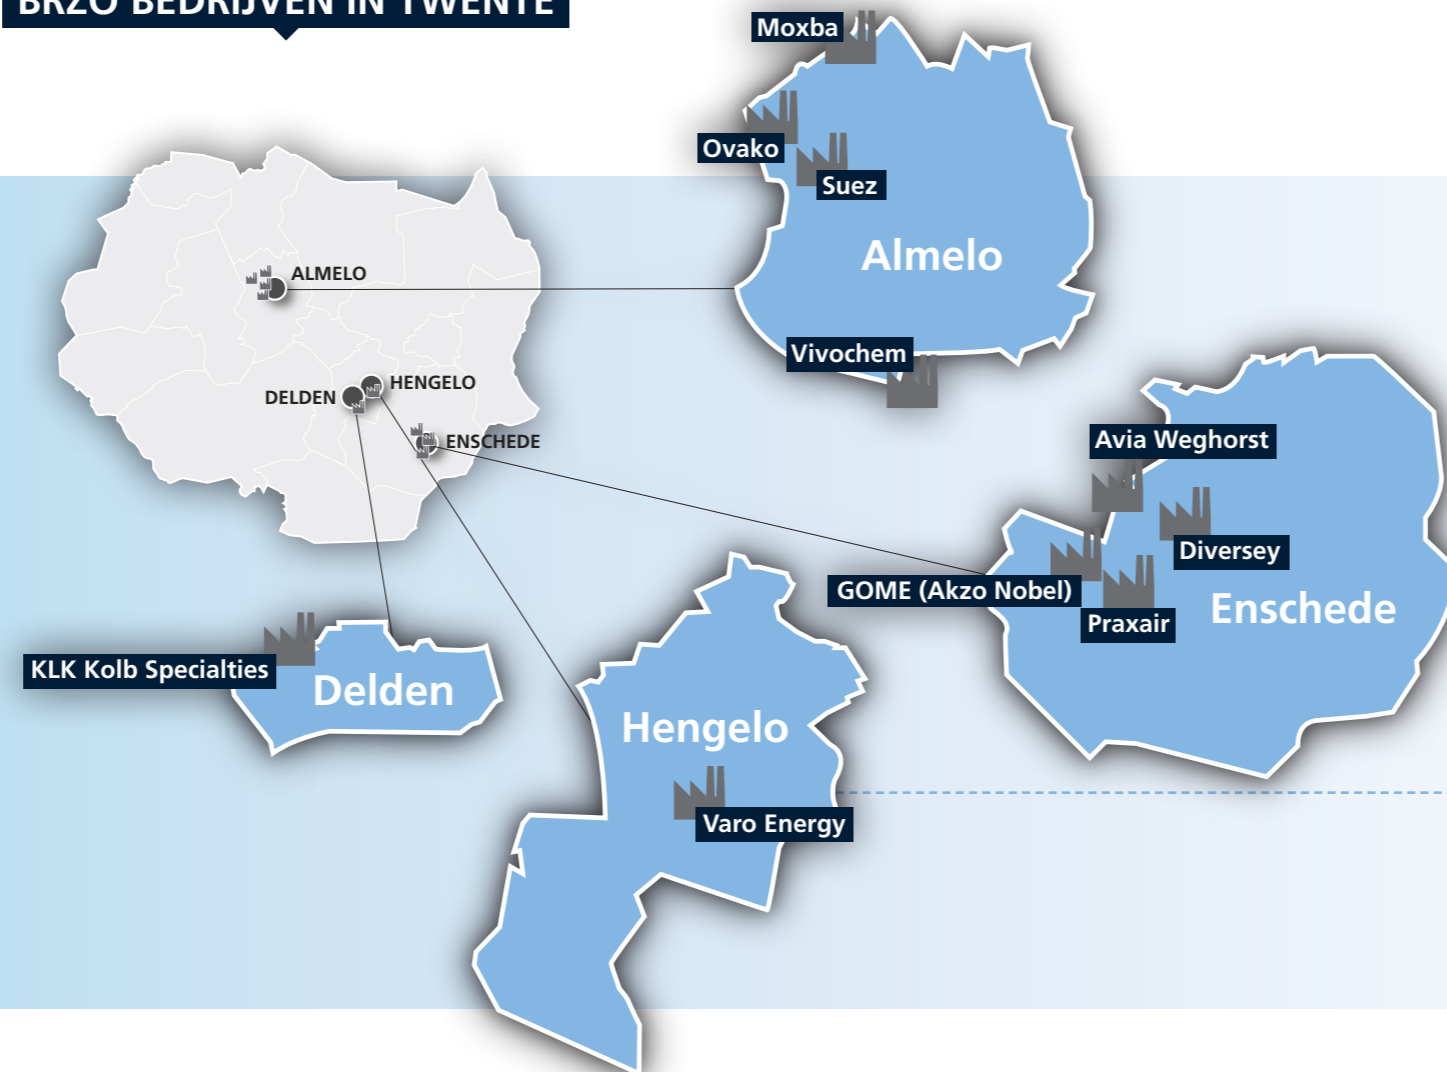 BRZO BEDRIJVEN IN TWENTE
Moxba
Ovako
Suez
Almelo
Vivochem
ALMELO
HENGELO
DELDEN
ENSCHEDE
Avia Weghorst
Diversey
GOME (Akzo Nobel)
Praxair
Enschede
KLK Kolb Specialties
Delden
Hengelo
Varo Energy